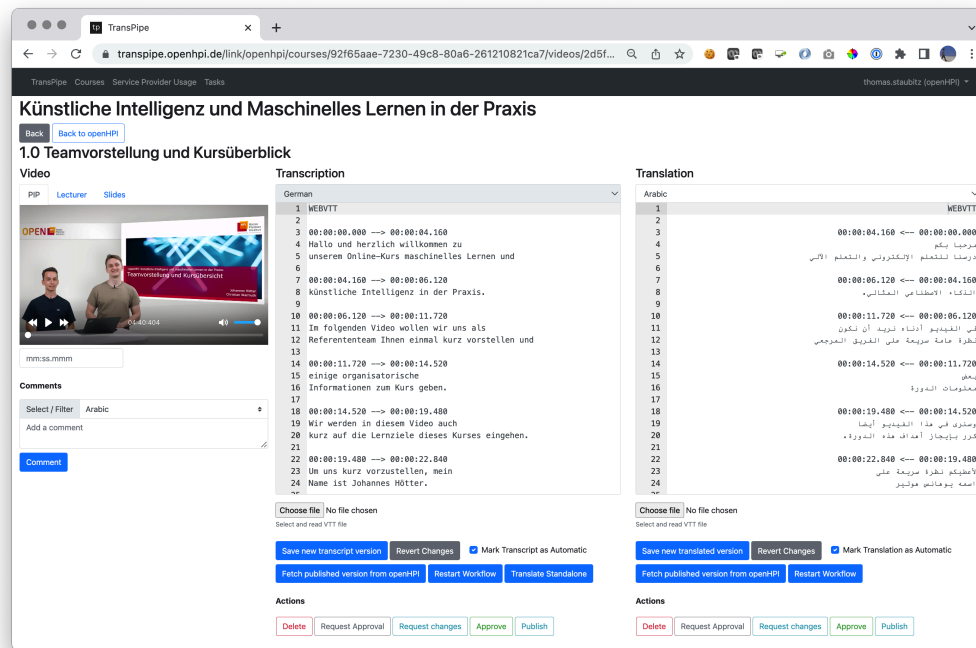 TransPipe
transpipe.openhpi.de/link/openhpi/courses/92f65aae-7230-49c8-80a6-261210821ca7/videos/2d5f...
TransPipe Courses Service Provider Usage Tasks
thomas.staubitz (openHPI)
Künstliche Intelligenz und Maschinelles Lernen in der Praxis
Back
Back to openHPI
1.0 Teamvorstellung und Kursüberblick
Video
PiP
Lecturer
Slides
OPEN
Teamvorstellung und Kursübersicht
04:40:404
mm:ss.mmm
Comments
Select / Filter
Arabic
Add a comment
Comment
Transcription
German
1 WEBVTT
2
3 00:00:00.000 --> 00:00:04.160
4 Hallo und herzlich willkommen zu
5 unserem Online-Kurs maschinelles Lernen und
6
7 00:00:04.160 --> 00:00:06.120
8 künstliche Intelligenz in der Praxis.
9
10 00:00:06.120 --> 00:00:11.720
11 Im folgenden Video wollen wir uns als
12 Referententeam Ihnen einmal kurz vorstellen und
13
14 00:00:11.720 --> 00:00:14.520
15 einige organisatorische
16 Informationen zum Kurs geben.
17
18 00:00:14.520 --> 00:00:19.480
19 Wir werden in diesem Video auch
20 kurz auf die Lernziele dieses Kurses eingehen.
21
22 00:00:19.480 --> 00:00:22.840
23 Um uns kurz vorzustellen, mein
24 Name ist Johannes Hötter.
Choose file No file chosen
Select and read VTT file
Save new transcript version
Revert Changes
Mark Transcript as Automatic
Fetch published version from openHPI
Restart Workflow
Translate Standalone
Actions
Delete
Request Approval
Request changes
Approve
Publish
Translation
Arabic
1 WEBVTT
2
3 00:00:04.160 <-- 00:00:00.000
4 مرحبا بكم
5 درسنا للتعلم الإلكتروني والتعلم الآلي
6
7 00:00:06.120 <-- 00:00:04.160
8 الذكاء الاصطناعي المثالي.
9
10 00:00:11.720 <-- 00:00:06.120
11 في الفيديو أدناه نريد أن نكون
12 نظرة عامة سريعة على الفريق المرجعي
13
14 00:00:14.520 <-- 00:00:11.720
15 بعض
16 معلومات الدورة
17
18 00:00:19.480 <-- 00:00:14.520
19 وسترى في هذا الفيديو أيضا
20 كرر بإيجاز أهداف هذه الدورة.
21
22 00:00:22.840 <-- 00:00:19.480
23 لأعطيكم نظرة سريعة على
24 اسمه يوهانس هوتير
Choose file No file chosen
Select and read VTT file
Save new translated version
Revert Changes
Mark Translation as Automatic
Fetch published version from openHPI
Restart Workflow
Actions
Delete
Request Approval
Request changes
Approve
Publish